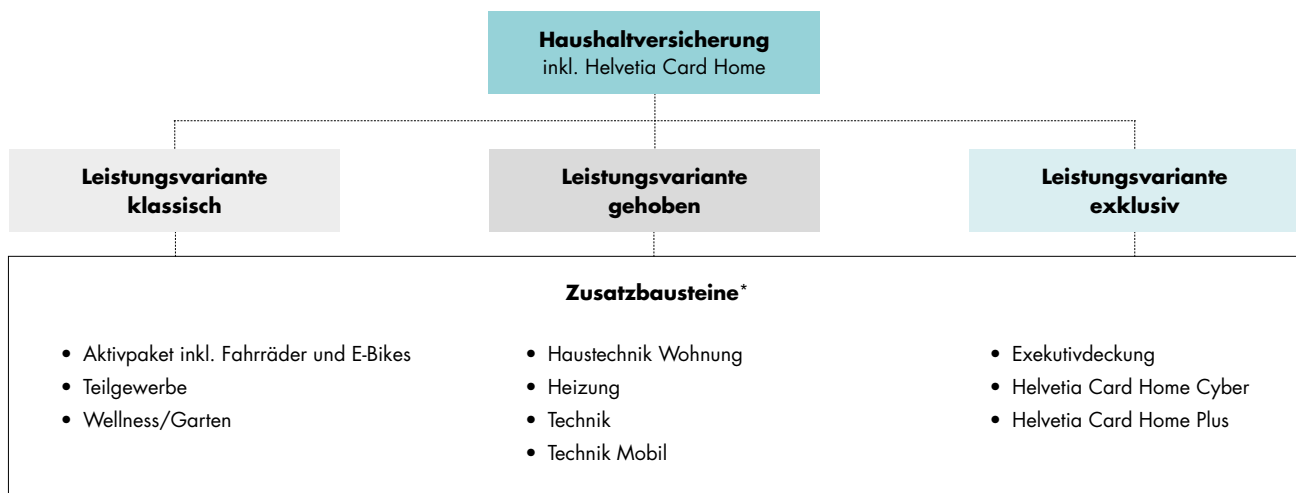 Haushaltversicherung
inkl. Helvetia Card Home
Leistungsvariante
klassisch
Leistungsvariante
gehoben
Leistungsvariante
exklusiv
Zusatzbausteine*
• Aktivpaket inkl. Fahrräder und E-Bikes
• Teilgewerbe
• Wellness/Garten
• Haustechnik Wohnung
• Heizung
• Technik
• Technik Mobil
• Exekutivdeckung
• Helvetia Card Home Cyber
• Helvetia Card Home Plus